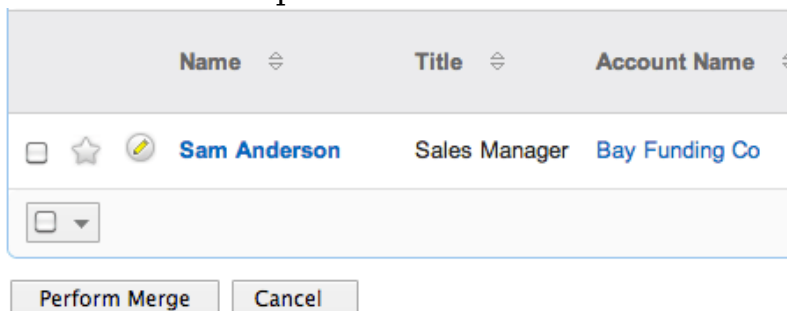 Name Title Account Name
Sam Anderson Sales Manager Bay Funding Co
Perform Merge Cancel